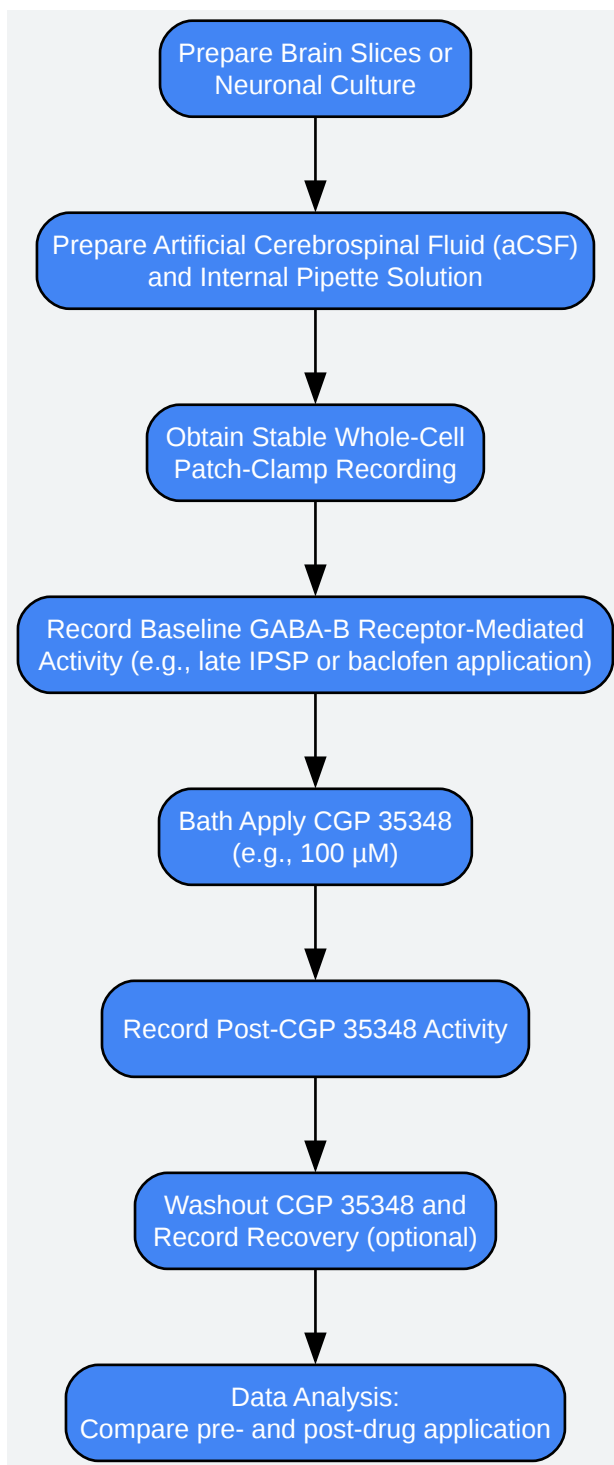 Prepare Brain Slices or
Neuronal Culture
Prepare Artificial Cerebrospinal Fluid (aCSF)
and Internal Pipette Solution
Obtain Stable Whole-Cell
Patch-Clamp Recording
Record Baseline GABA-B Receptor-Mediated
Activity (e.g., late IPSP or baclofen application)
Bath Apply CGP 35348
(e.g., 100 µM)
Record Post-CGP 35348 Activity
Washout CGP 35348 and
Record Recovery (optional)
Data Analysis:
Compare pre- and post-drug application